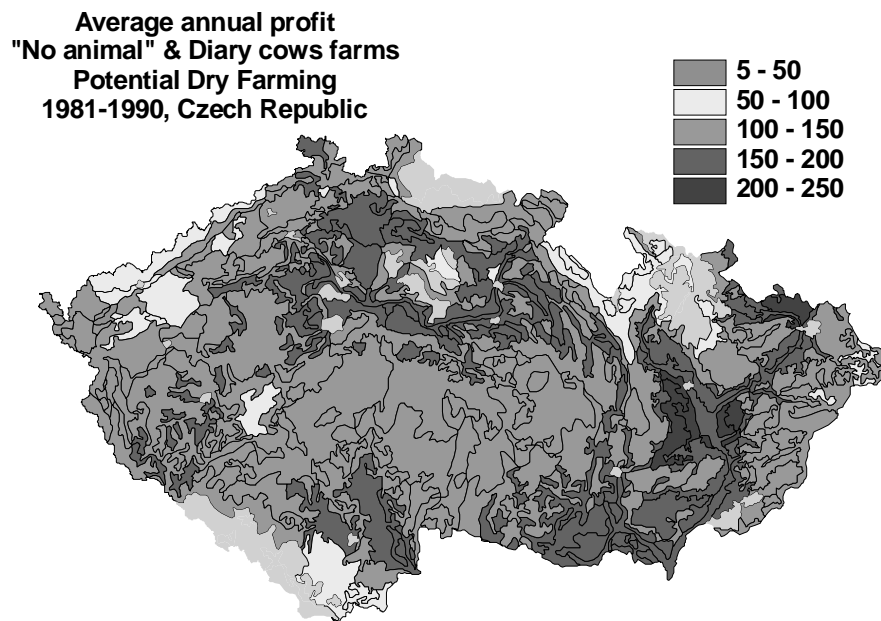 Average annual profit
"No animal" & Diary cows farms
Potential Dry Farming
1981-1990, Czech Republic
5 - 50
50 - 100
100 - 150
150 - 200
200 - 250